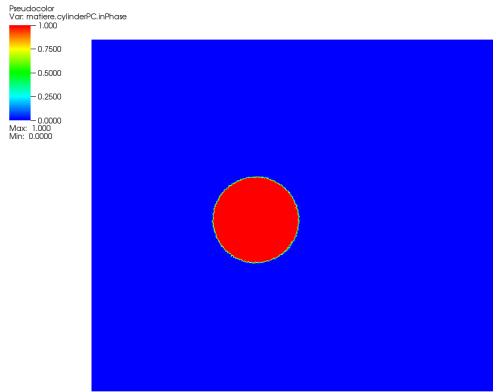 Pseudocolor
Var: matiere.cylinderPC.inPhase
1.000
0.7500
0.5000
0.2500
0.0000
Max: 1.000
Min: 0.0000